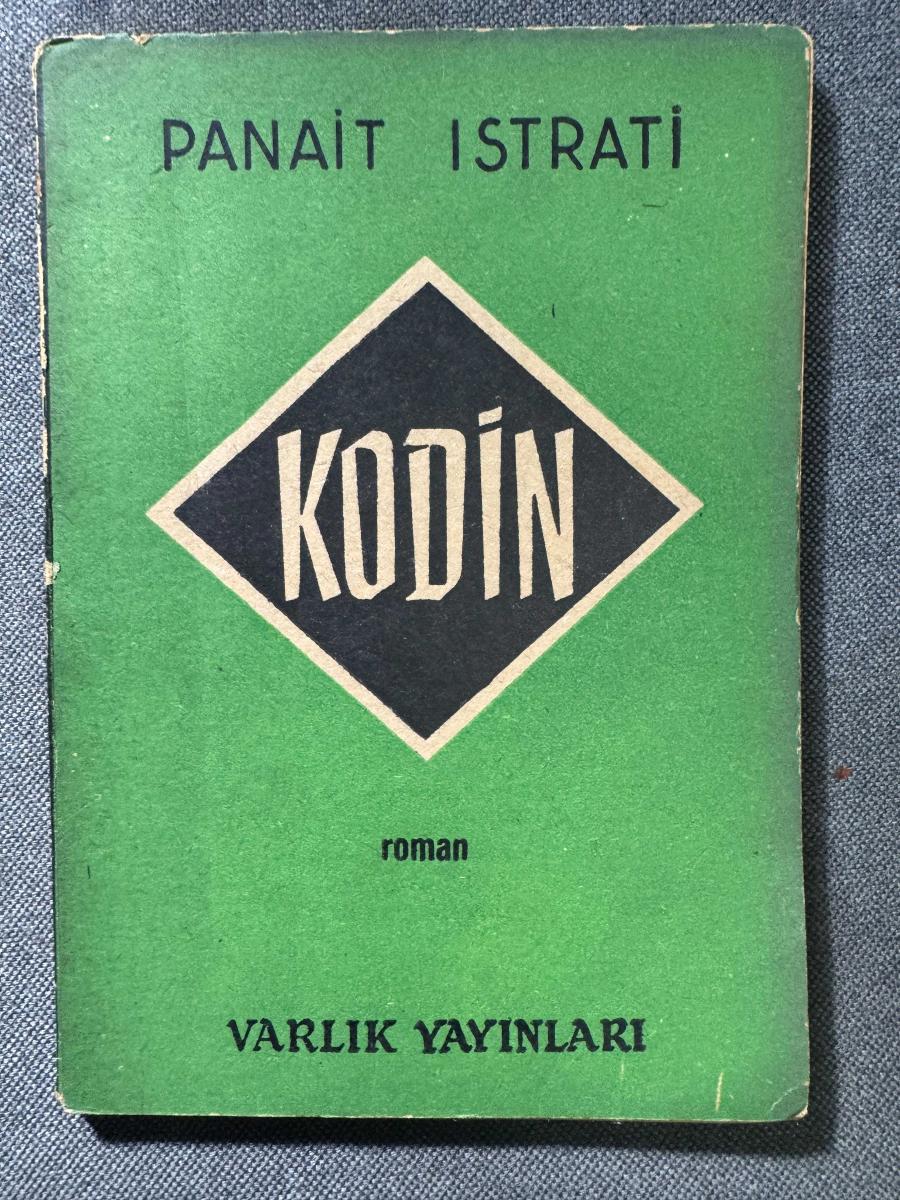 PANAİT ISTRATİ
KODİN
roman
VARLIK YAYINLARI